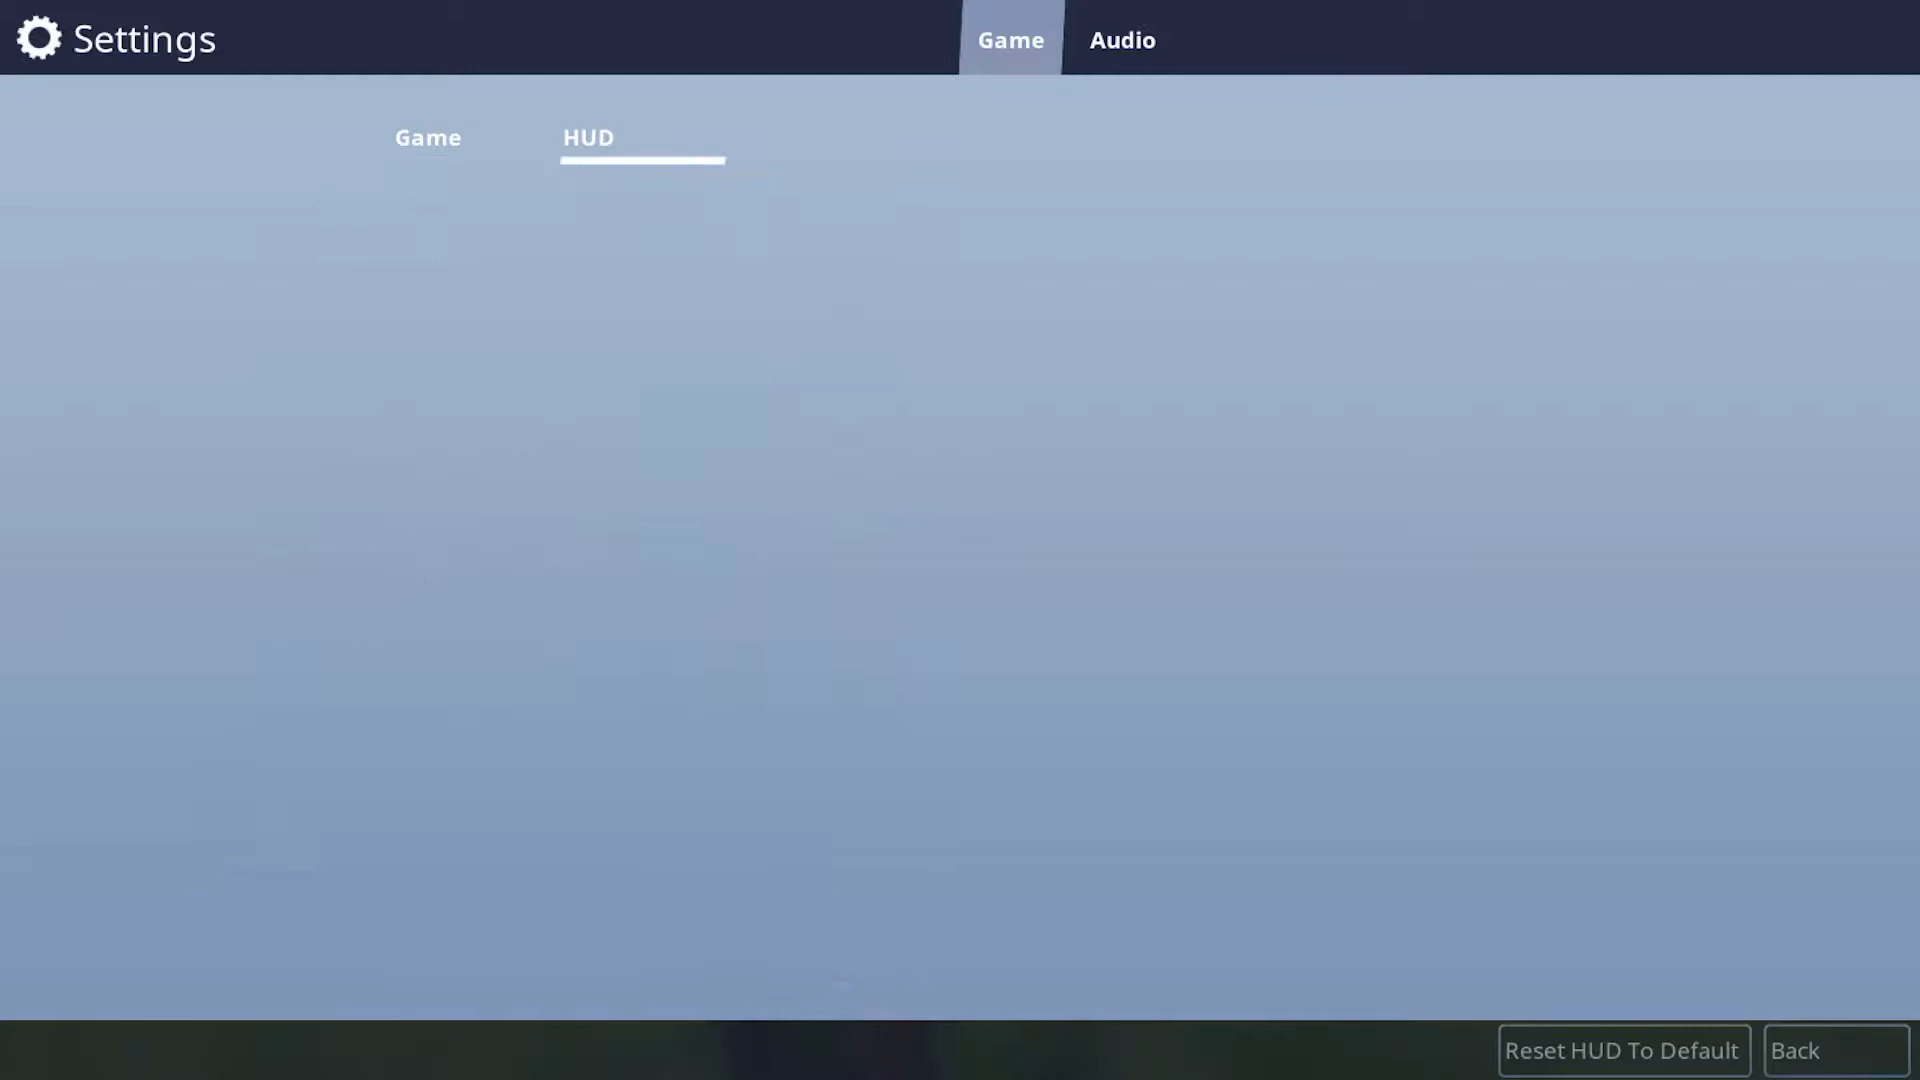 Settings
Game
Audio
Game
HUD
Reset HUD To Default
Back